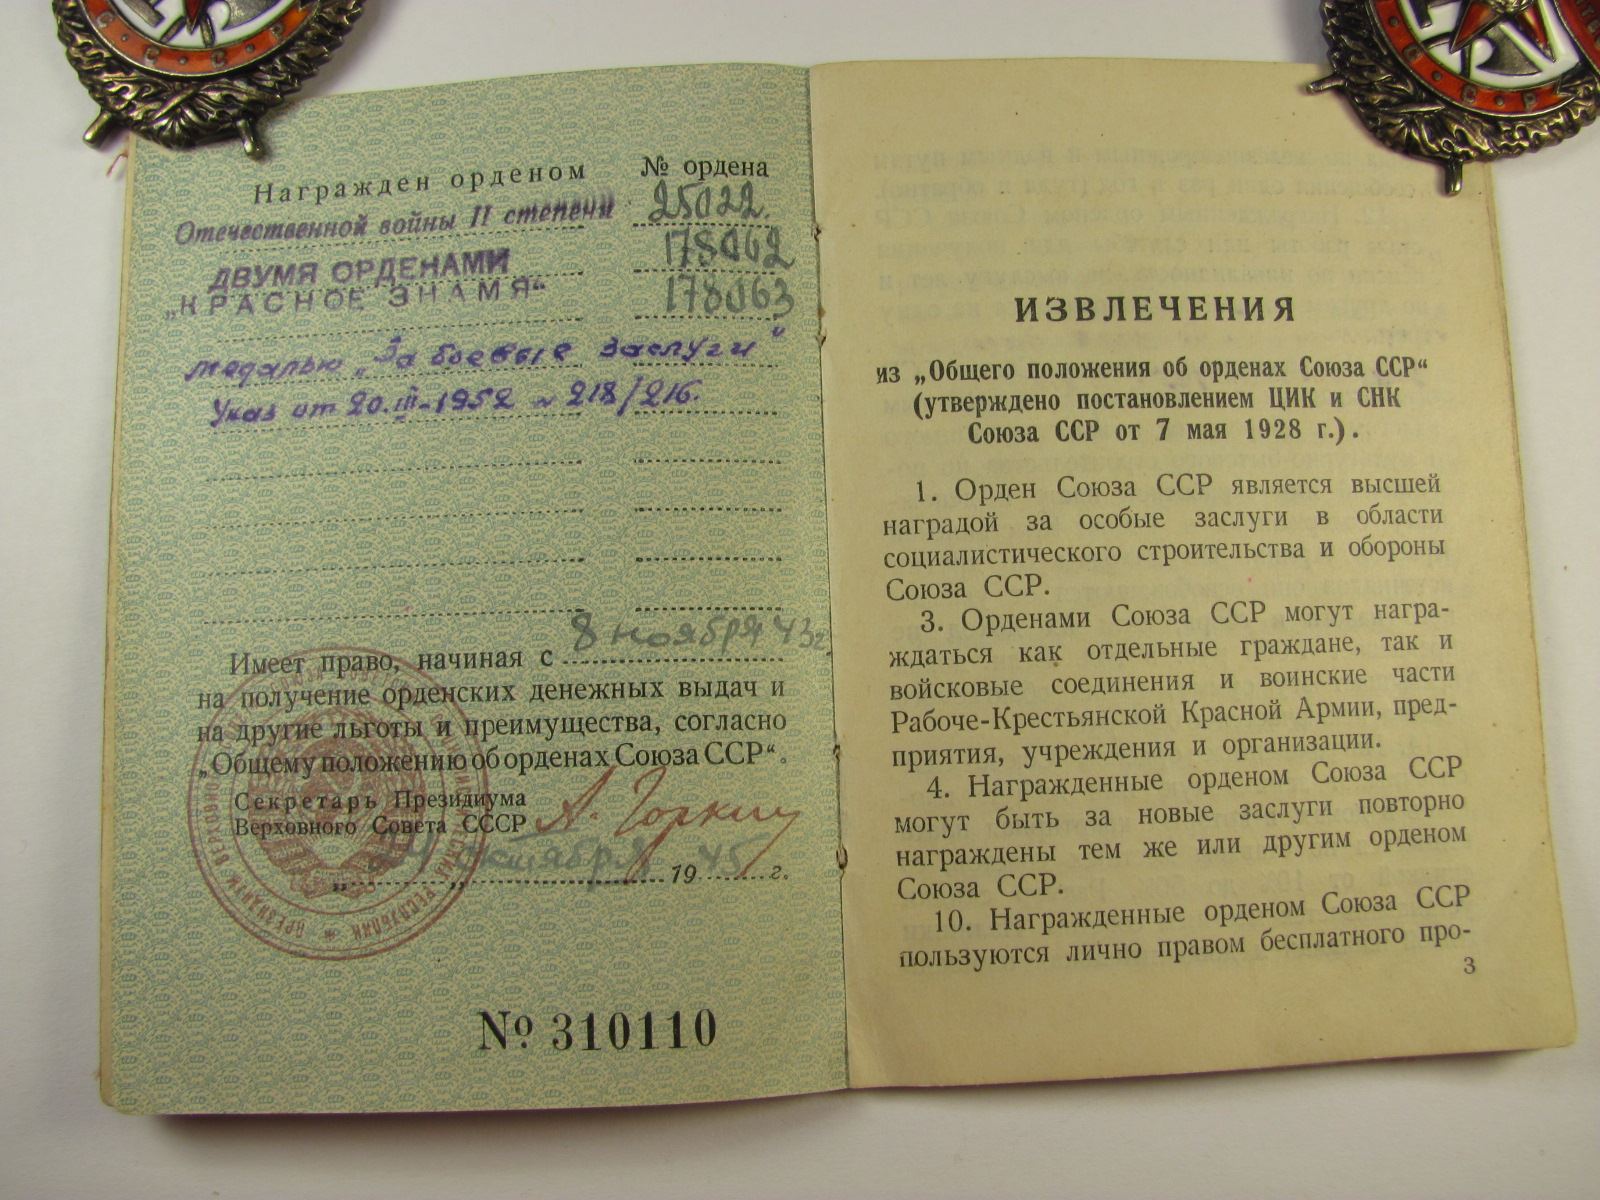 Награжден орденом
№ ордена
Отечественной войны II степени
25022.
ДВУМЯ ОРДЕНАМИ
178062
„КРАСНОЕ ЗНАМЯ“
178063
медалью „За боевые заслуги“
Указ от 20.III-1952 № 218/216.
Имеет право, начиная с 8 ноября 43 г.
на получение орденских денежных выдач и
на другие льготы и преимущества, согласно
„Общему положению об орденах Союза ССР“.
Секретарь Президиума
Верховного Совета СССР А. Горкин
24 октября 1945 г.
№ 310110
ИЗВЛЕЧЕНИЯ
из „Общего положения об орденах Союза ССР“
(утверждено постановлением ЦИК и СНК
Союза ССР от 7 мая 1928 г.).
1. Орден Союза ССР является высшей
наградой за особые заслуги в области
социалистического строительства и обороны
Союза ССР.
3. Орденами Союза ССР могут награ-
ждаться как отдельные граждане, так и
войсковые соединения и воинские части
Рабоче-Крестьянской Красной Армии, пред-
приятия, учреждения и организации.
4. Награжденные орденом Союза ССР
могут быть за новые заслуги повторно
награждены тем же или другим орденом
Союза ССР.
10. Награжденные орденом Союза ССР
пользуются лично правом бесплатного про-
3